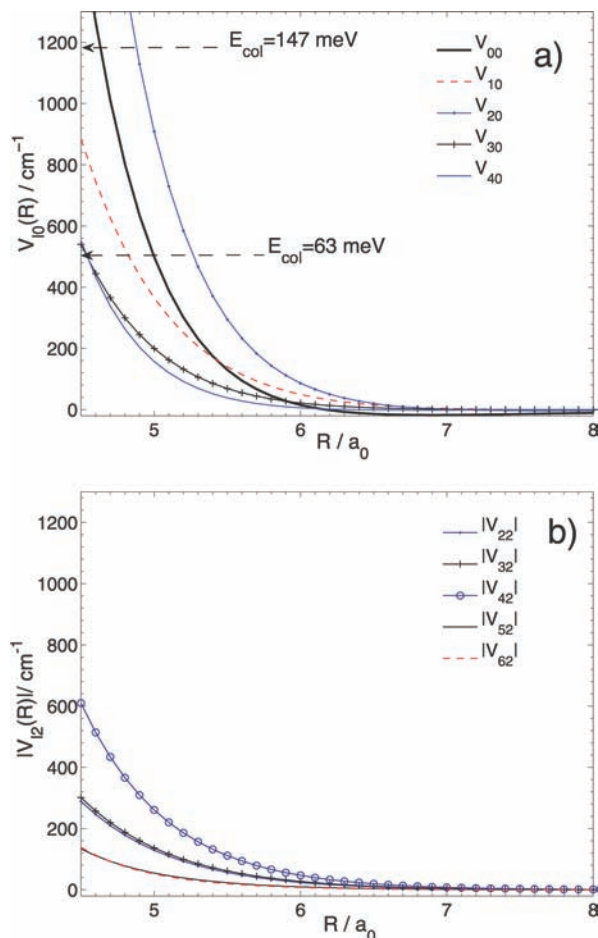 1200
1000
800
600
400
200
0
V_l0(R) / cm^-1
E_col=147 meV
E_col=63 meV
V_00
V_10
V_20
V_30
V_40
a)
5 6 7 8
R / a_0
1200
1000
800
600
400
200
0
|V_l2(R)|/ cm^-1
|V_22|
|V_32|
|V_42|
|V_52|
|V_62|
b)
5 6 7 8
R / a_0